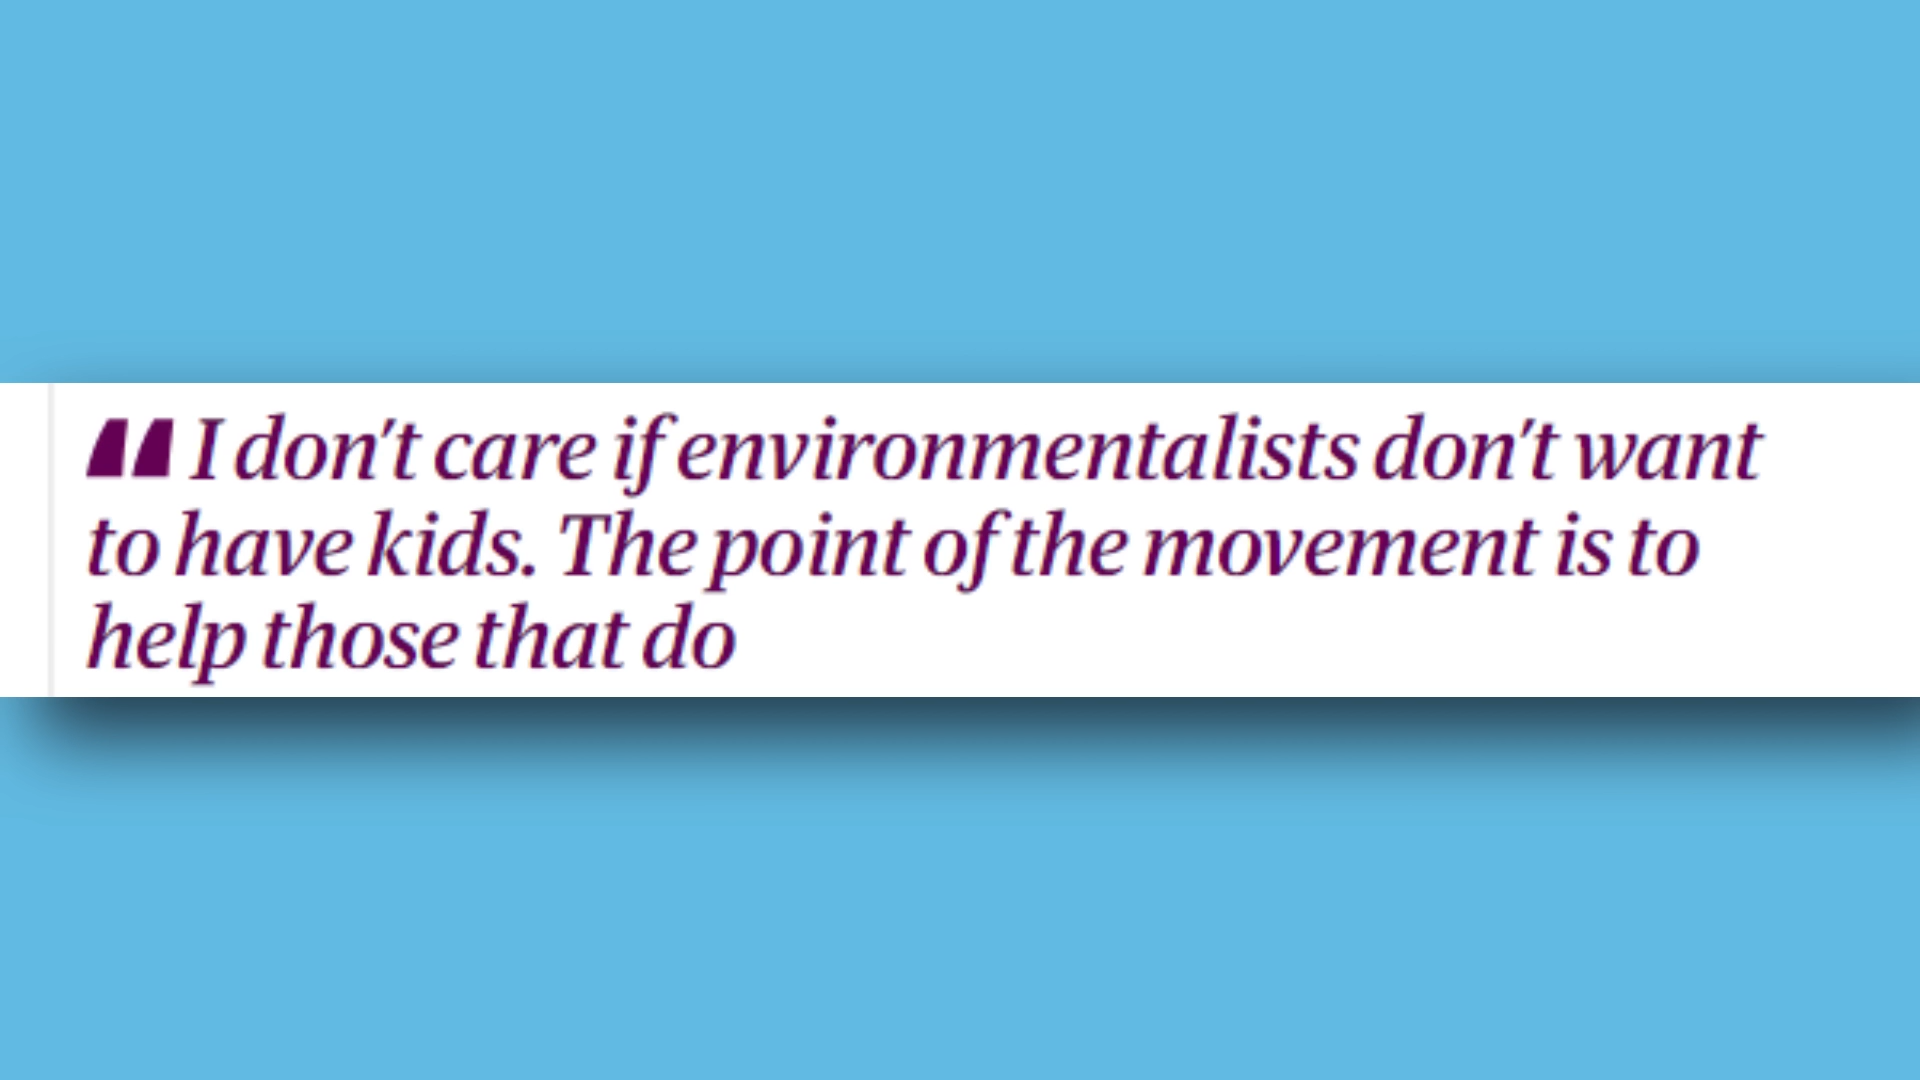 “ I don't care if environmentalists don't want
to have kids. The point of the movement is to
help those that do